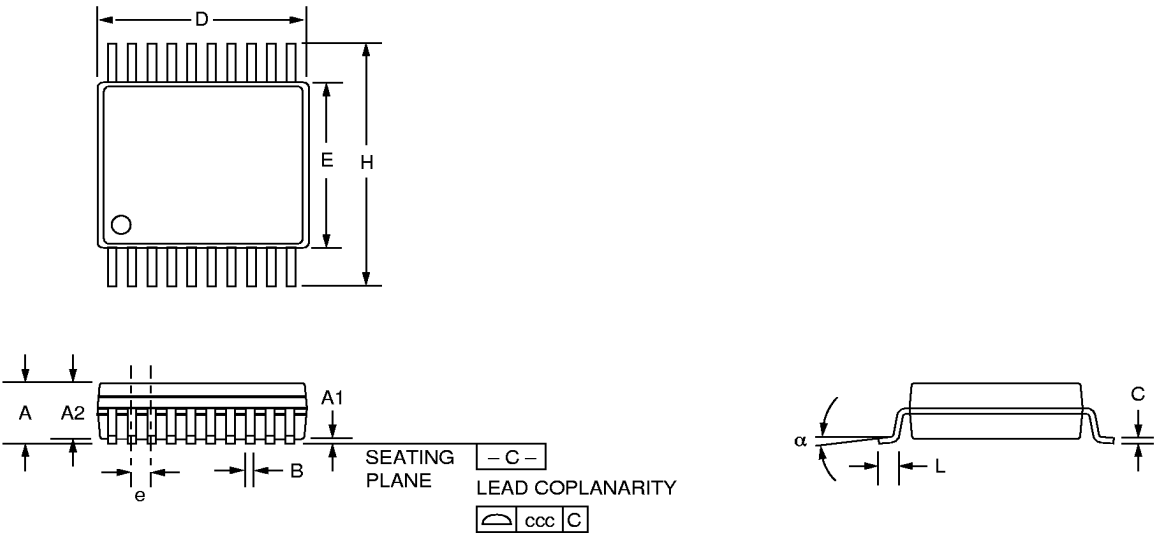 D
E
H
A
A2
A1
e
B
SEATING
PLANE
– C –
LEAD COPLANARITY
ccc C
α
L
C